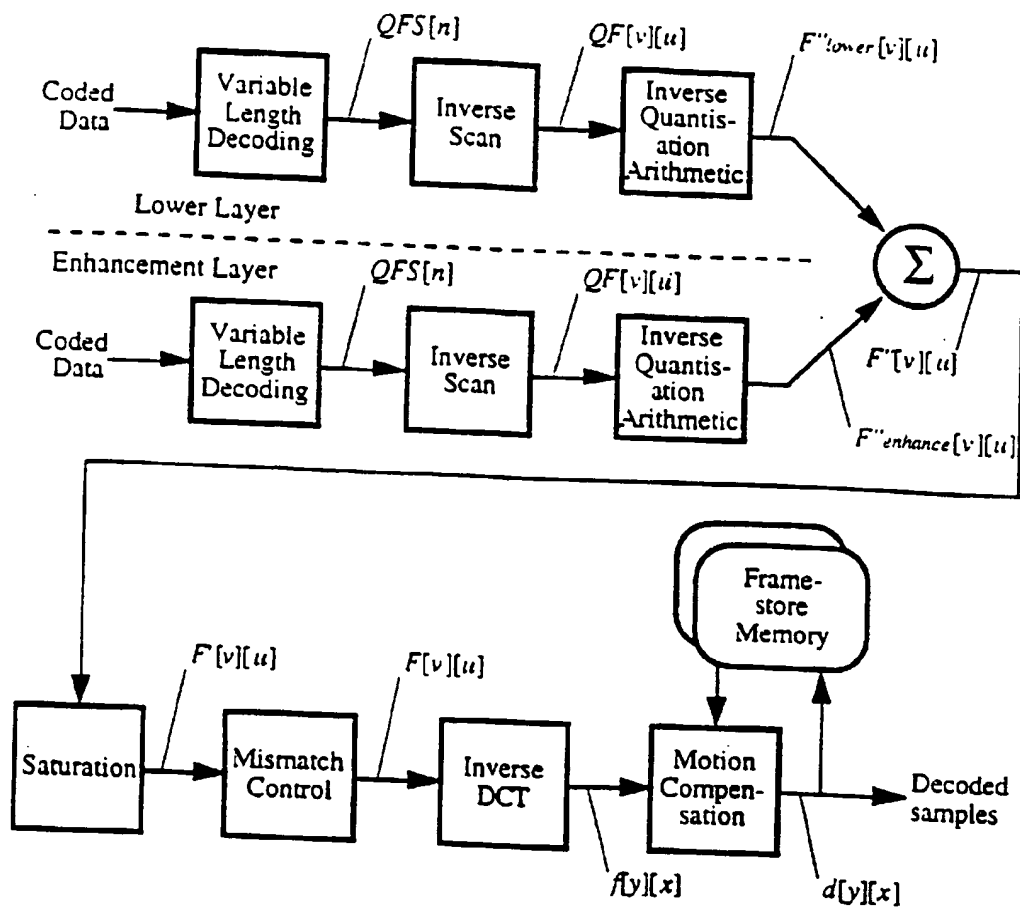 QFS[n]
QF[v][u]
F''lower[v][u]
Coded
Data
Variable
Length
Decoding
Inverse
Scan
Inverse
Quantis-
ation
Arithmetic
Lower Layer
Enhancement Layer
QFS[n]
QF[v][u]
Σ
Coded
Data
Variable
Length
Decoding
Inverse
Scan
Inverse
Quantis-
ation
Arithmetic
F''[v][u]
F''enhance[v][u]
Frame-
store
Memory
F'[v][u]
F[v][u]
Saturation
Mismatch
Control
Inverse
DCT
Motion
Compen-
sation
Decoded
samples
f[y][x]
d[y][x]